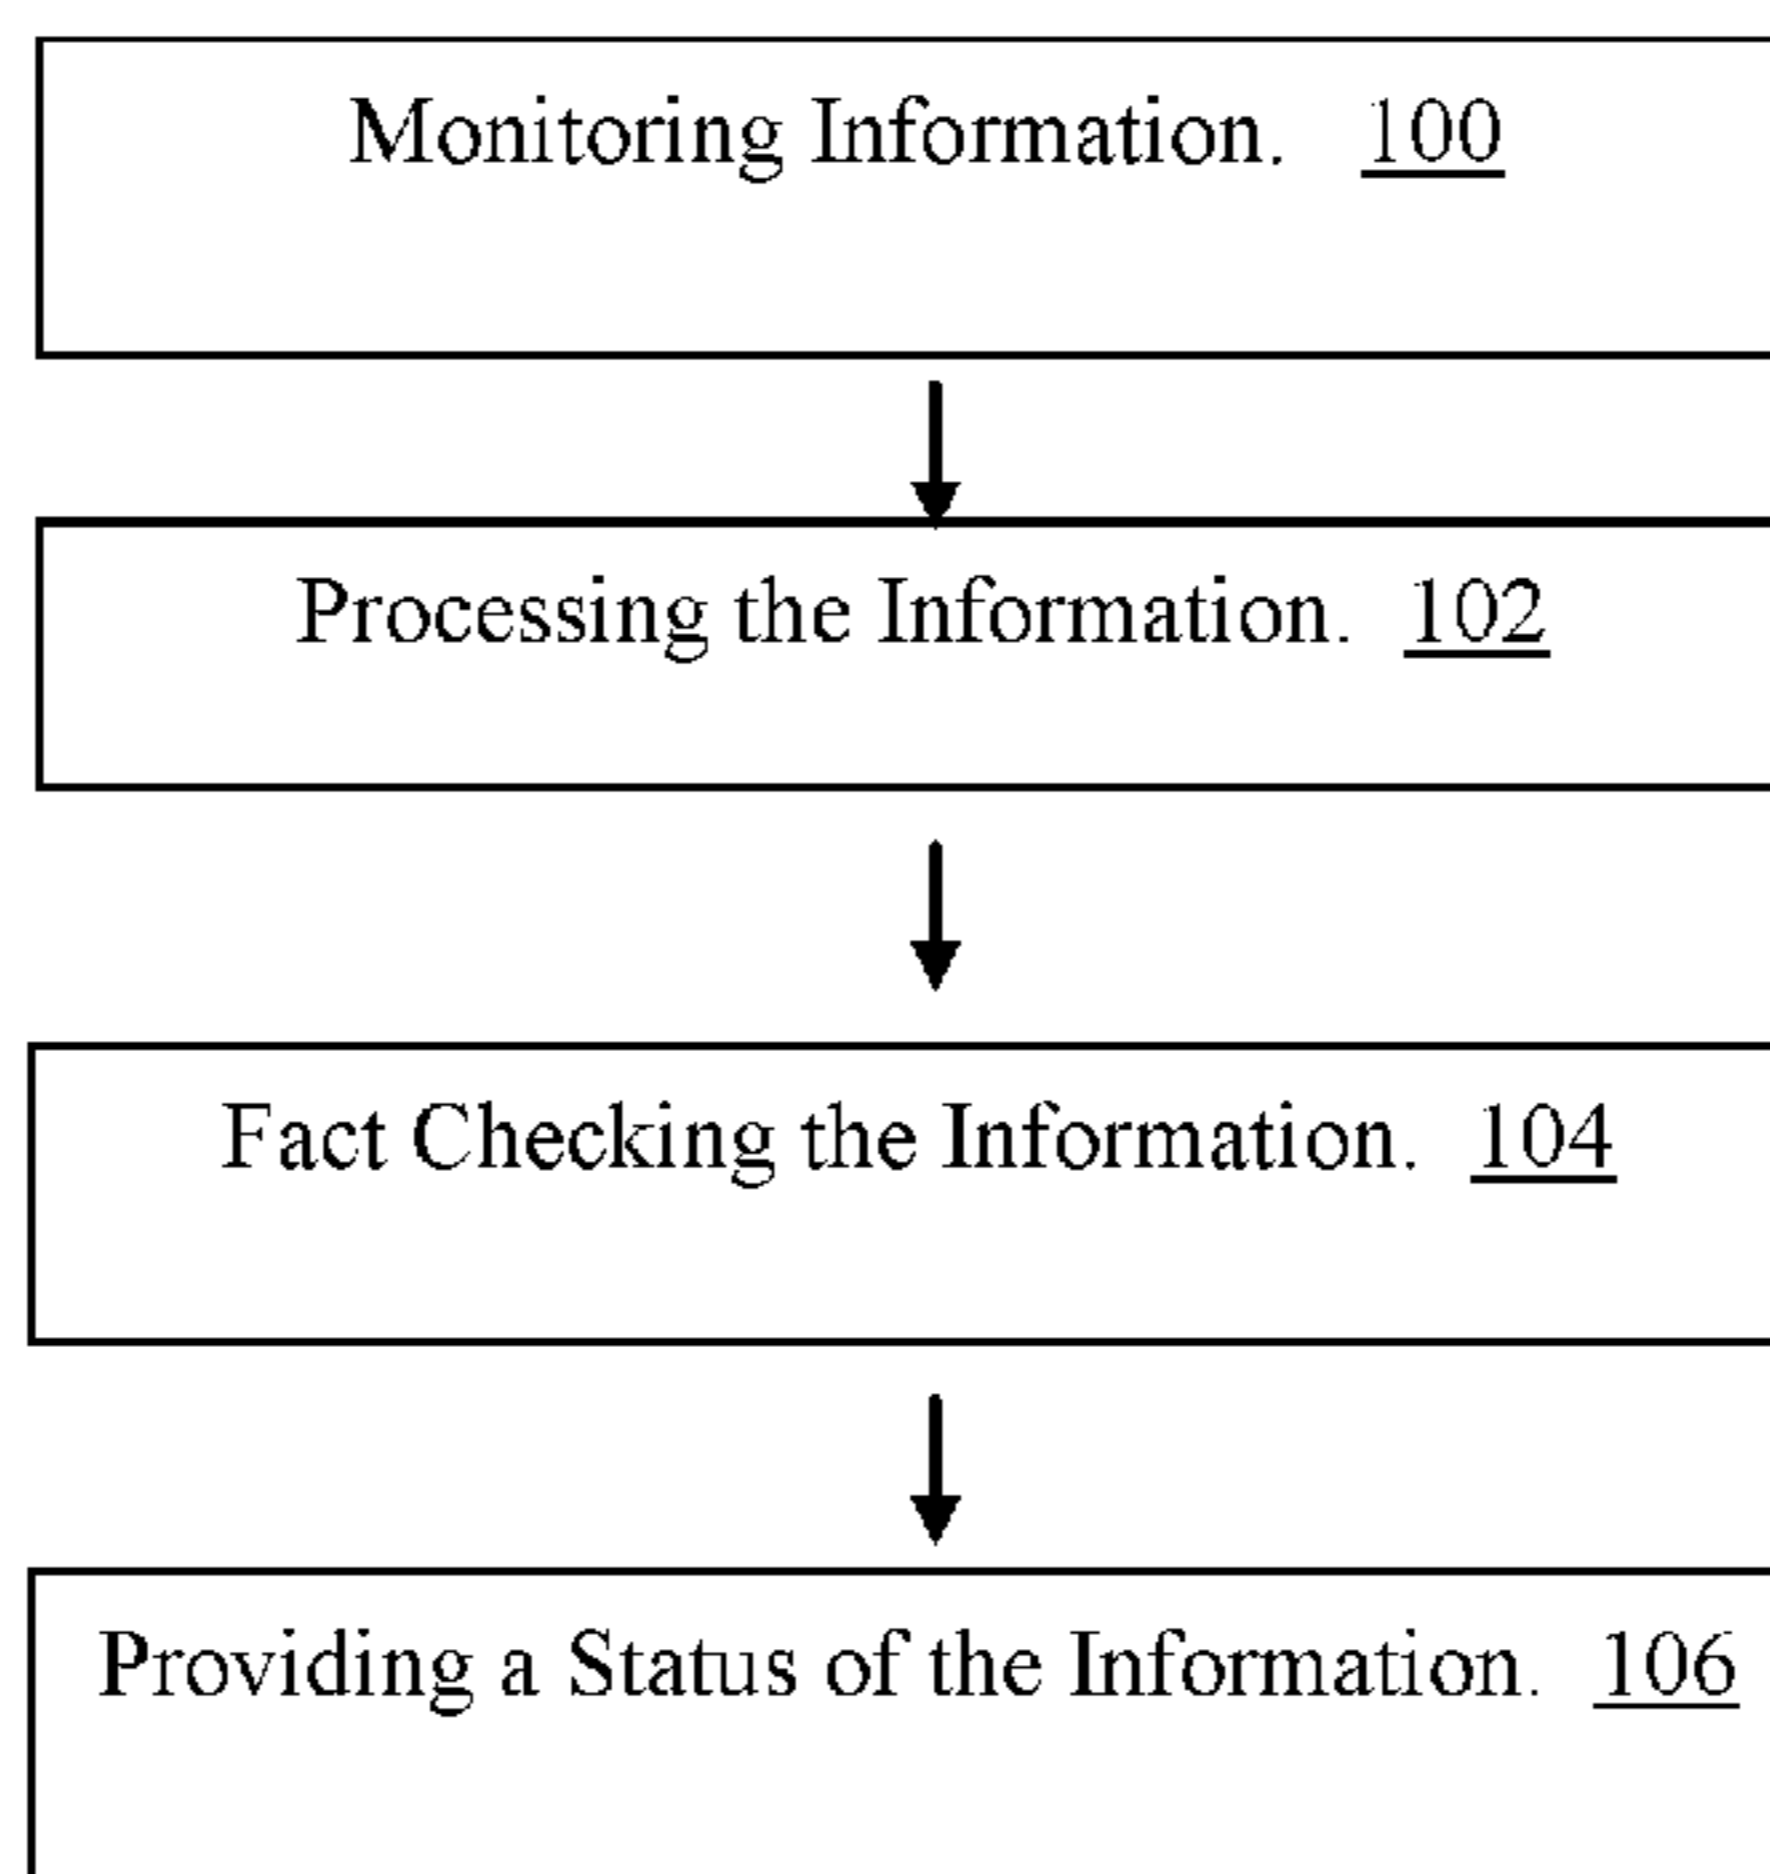 Monitoring Information. 100
Processing the Information. 102
Fact Checking the Information. 104
Providing a Status of the Information. 106